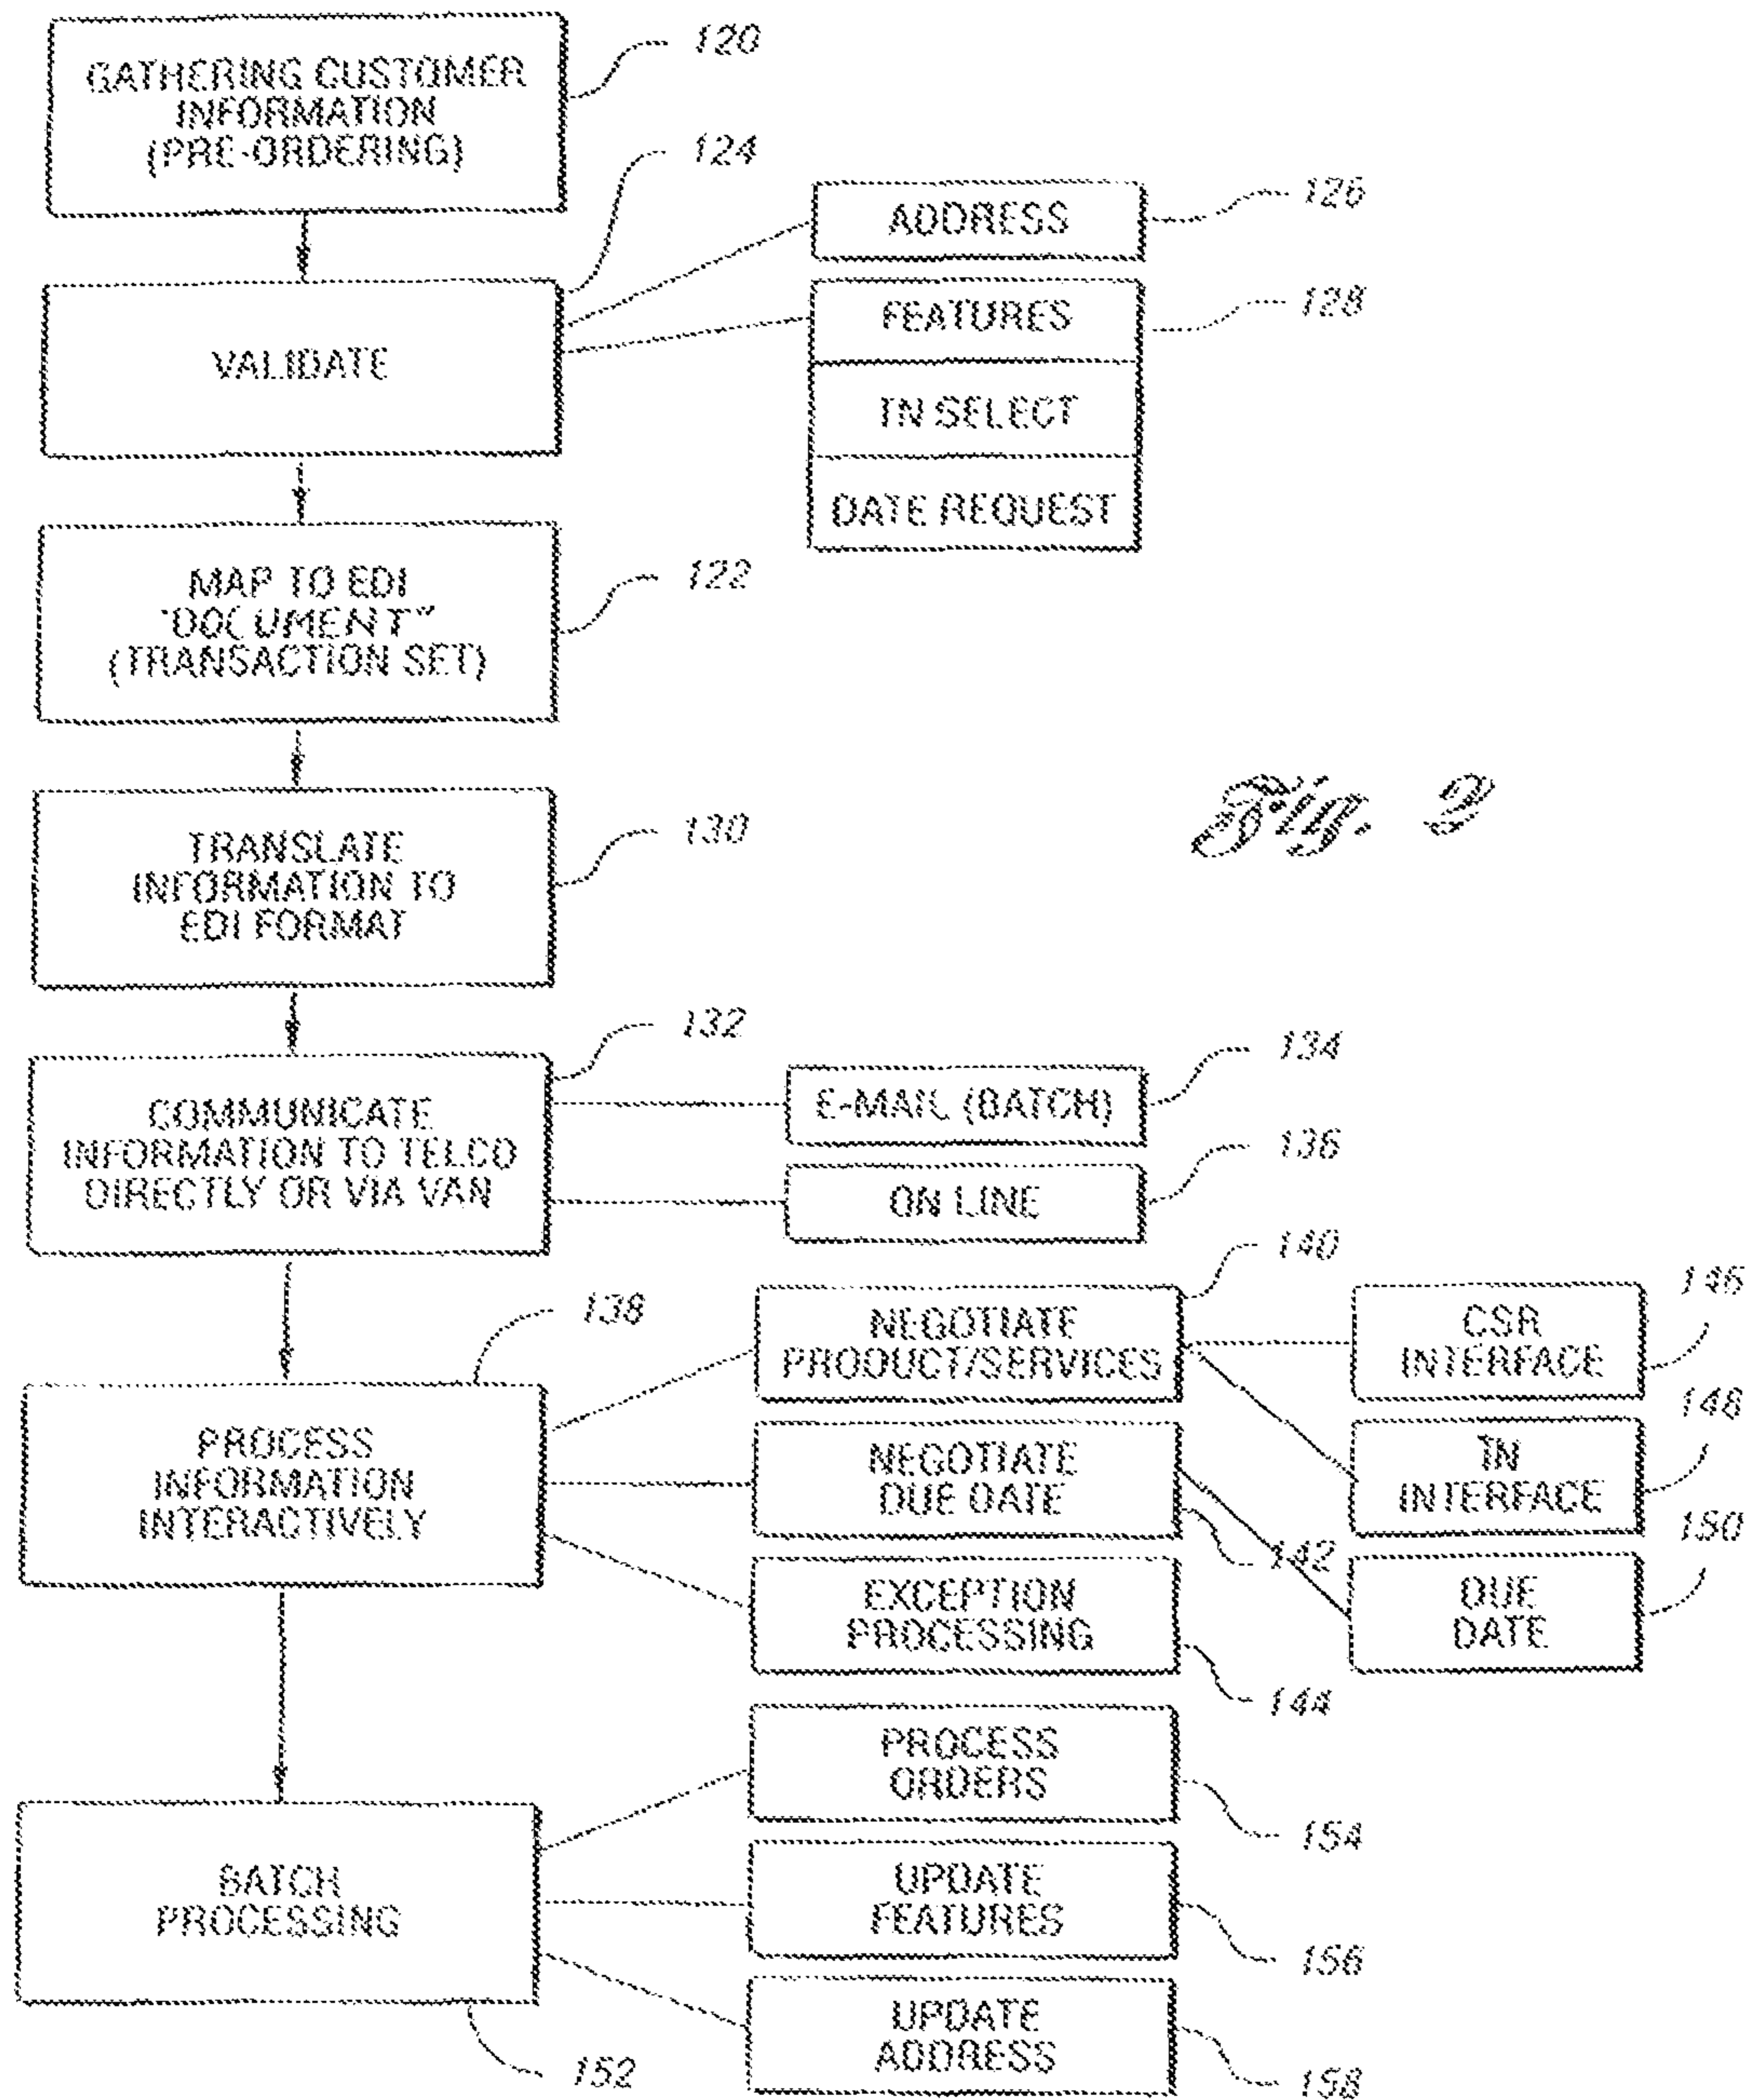 GATHERING CUSTOMER
INFORMATION
(PRE-ORDERING)
120
124
VALIDATE
ADDRESS
126
FEATURES
128
TN SELECT
DATE REQUEST
MAP TO EDI
"DOCUMENT"
(TRANSACTION SET)
122
TRANSLATE
INFORMATION TO
EDI FORMAT
130
Fig. 2
132
COMMUNICATE
INFORMATION TO TELCO
DIRECTLY OR VIA VAN
E-MAIL (BATCH)
134
ON LINE
136
138
PROCESS
INFORMATION
INTERACTIVELY
140
NEGOTIATE
PRODUCT/SERVICES
CSR
INTERFACE
146
NEGOTIATE
DUE DATE
142
TN
INTERFACE
148
EXCEPTION
PROCESSING
144
DUE
DATE
150
BATCH
PROCESSING
152
PROCESS
ORDERS
154
UPDATE
FEATURES
156
UPDATE
ADDRESS
158